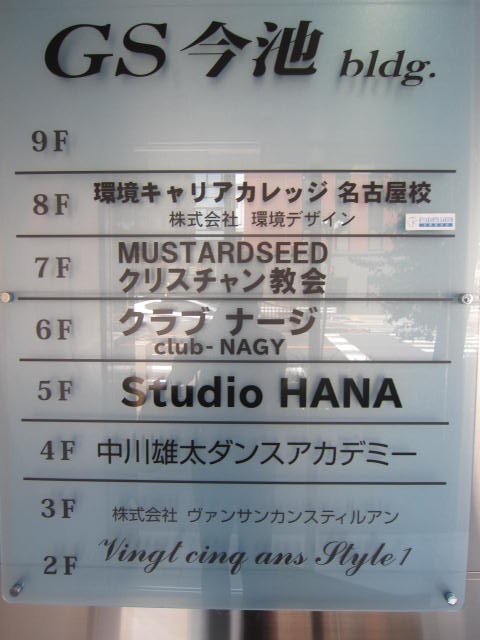 GS今池 bldg.
9F
8F 環境キャリアカレッジ 名古屋校
株式会社 環境デザイン
7F MUSTARDSEED
クリスチャン教会
6F クラブ ナージ
club-NAGY
5F Studio HANA
4F 中川雄太ダンスアカデミー
3F 株式会社 ヴァンサンカンスティルアン
2F Vingt cinq ans Style 1